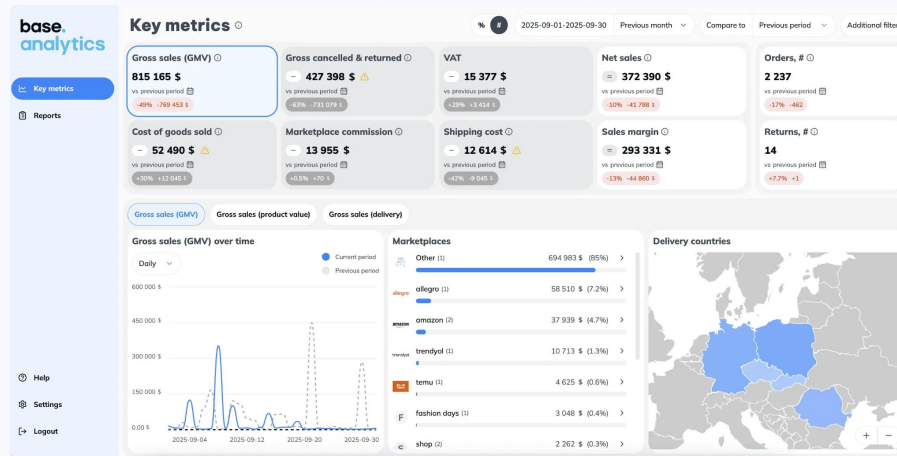 base.
analytics
Key metrics
Reports
Help
Settings
Logout
Key metrics
% # 2025-09-01-2025-09-30 Previous month Compare to Previous period Additional filter
Gross sales (GMV)
815 165 $
vs previous period
-49% -769 453 $
Gross cancelled & returned
− 427 398 $
vs previous period
-63% -731 079 $
VAT
− 15 377 $
vs previous period
+29% +3 414 $
Net sales
= 372 390 $
vs previous period
-10% -41 788 $
Orders, #
2 237
vs previous period
-17% -462
Cost of goods sold
− 52 490 $
vs previous period
+30% +12 045 $
Marketplace commission
− 13 955 $
vs previous period
+0.5% +70 $
Shipping cost
− 12 614 $
vs previous period
-42% -9 045 $
Sales margin
= 293 331 $
vs previous period
-13% -44 860 $
Returns, #
14
vs previous period
+7.7% +1
Gross sales (GMV) Gross sales (product value) Gross sales (delivery)
Gross sales (GMV) over time
Daily
Current period
Previous period
600 000 $
450 000 $
300 000 $
150 000 $
0.00 $
2025-09-04 2025-09-12 2025-09-20 2025-09-30
Marketplaces
Other (1) 694 983 $ (85%)
allegro allegro (1) 58 510 $ (7.2%)
amazon amazon (2) 37 939 $ (4.7%)
trendyol trendyol (1) 10 713 $ (1.3%)
temu (1) 4 625 $ (0.6%)
F fashion days (1) 3 048 $ (0.4%)
S shop (2) 2 262 $ (0.3%)
Delivery countries
+ −